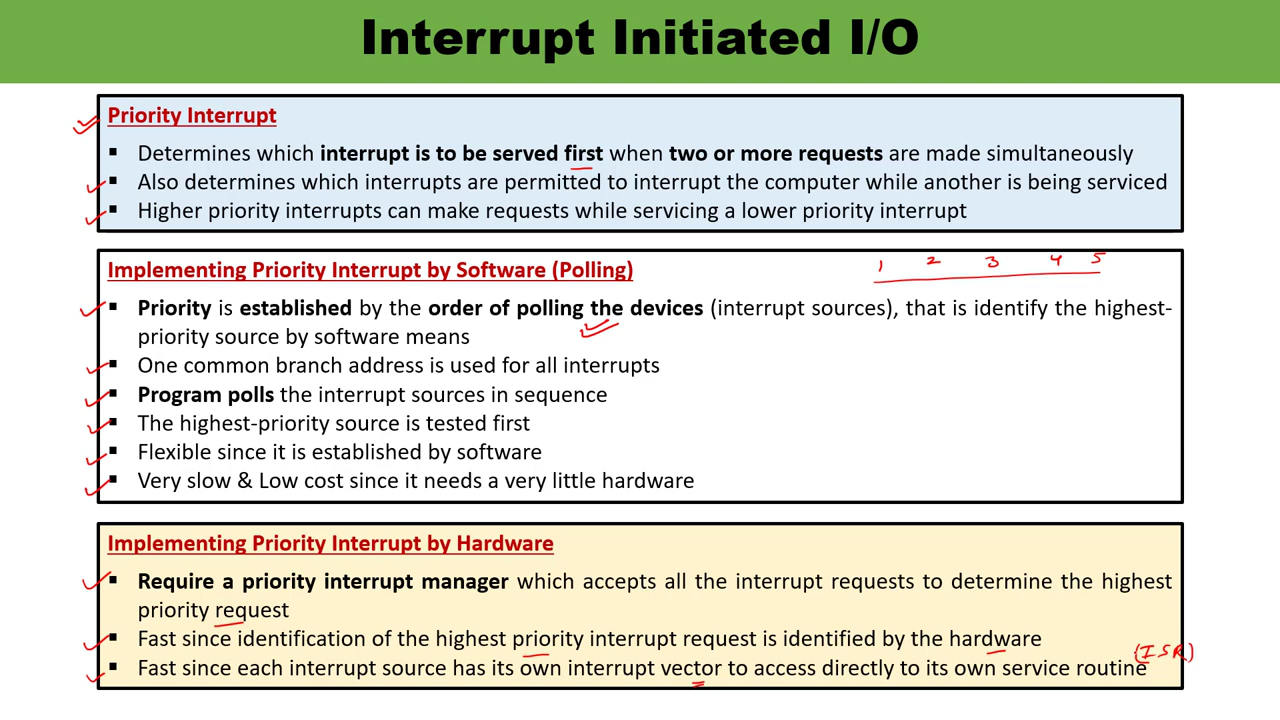 Interrupt Initiated I/O
Priority Interrupt
▪ Determines which interrupt is to be served first when two or more requests are made simultaneously
▪ Also determines which interrupts are permitted to interrupt the computer while another is being serviced
▪ Higher priority interrupts can make requests while servicing a lower priority interrupt
Implementing Priority Interrupt by Software (Polling)
1 2 3 4 5
▪ Priority is established by the order of polling the devices (interrupt sources), that is identify the highest-
priority source by software means
▪ One common branch address is used for all interrupts
▪ Program polls the interrupt sources in sequence
▪ The highest-priority source is tested first
▪ Flexible since it is established by software
▪ Very slow & Low cost since it needs a very little hardware
Implementing Priority Interrupt by Hardware
▪ Require a priority interrupt manager which accepts all the interrupt requests to determine the highest
priority request
▪ Fast since identification of the highest priority interrupt request is identified by the hardware
(ISR)
▪ Fast since each interrupt source has its own interrupt vector to access directly to its own service routine